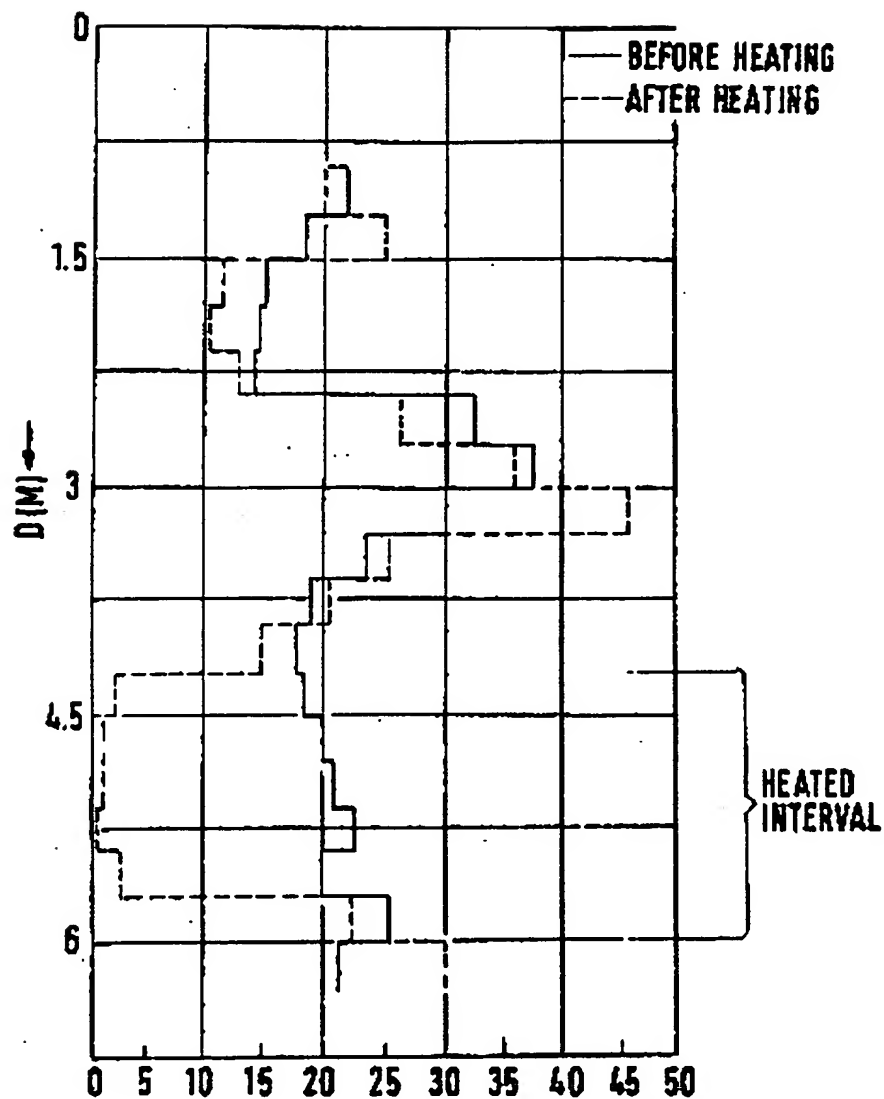 0
BEFORE HEATING
AFTER HEATING
1.5
D(M)
3
4.5
HEATED
INTERVAL
6
0 5 10 15 20 25 30 35 40 45 50